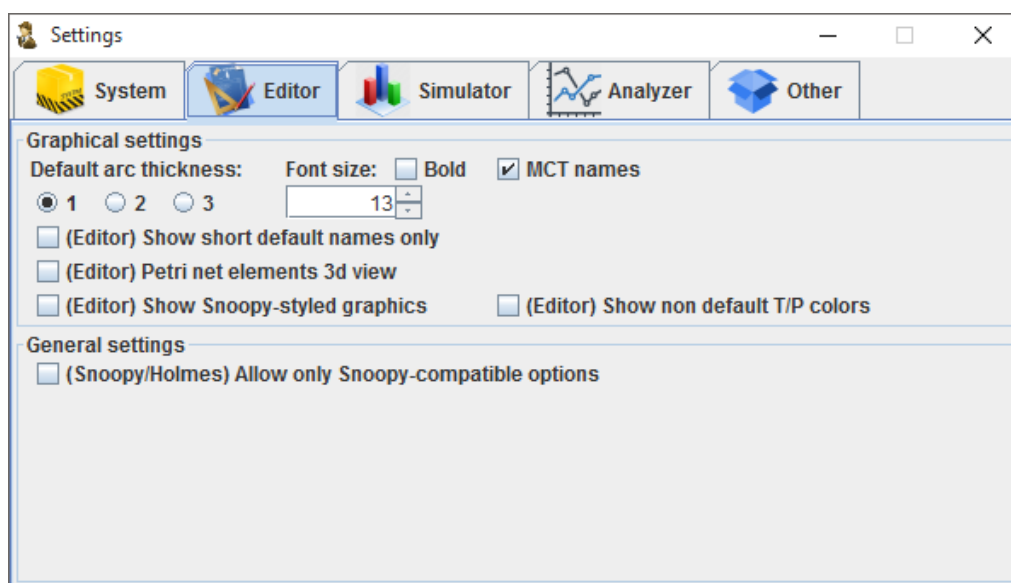 Settings
System Editor Simulator Analyzer Other
Graphical settings
Default arc thickness: Font size: Bold MCT names
1 2 3 13
(Editor) Show short default names only
(Editor) Petri net elements 3d view
(Editor) Show Snoopy-styled graphics (Editor) Show non default T/P colors
General settings
(Snoopy/Holmes) Allow only Snoopy-compatible options